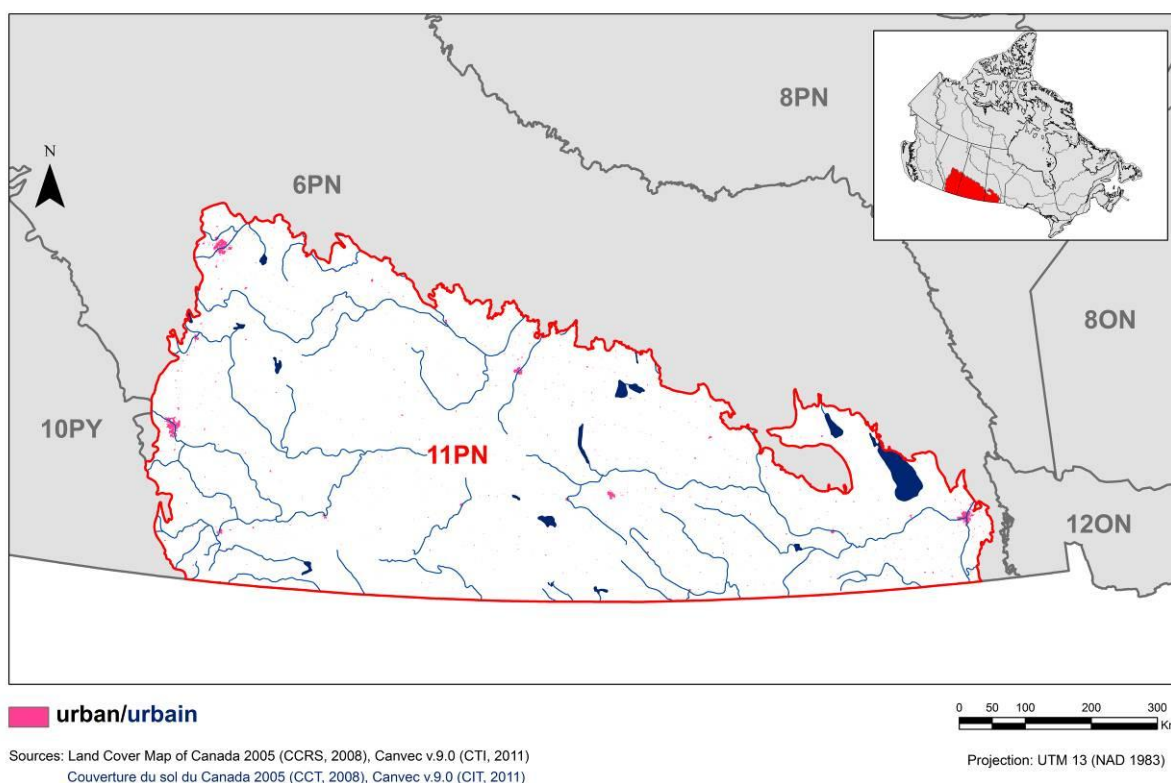 8PN
N
6PN
8ON
10PY
11PN
12ON
urban/urbain
0 50 100 200 300
Km
Sources: Land Cover Map of Canada 2005 (CCRS, 2008), Canvec v.9.0 (CTI, 2011)
Projection: UTM 13 (NAD 1983)
Couverture du sol du Canada 2005 (CCT, 2008), Canvec v.9.0 (CIT, 2011)